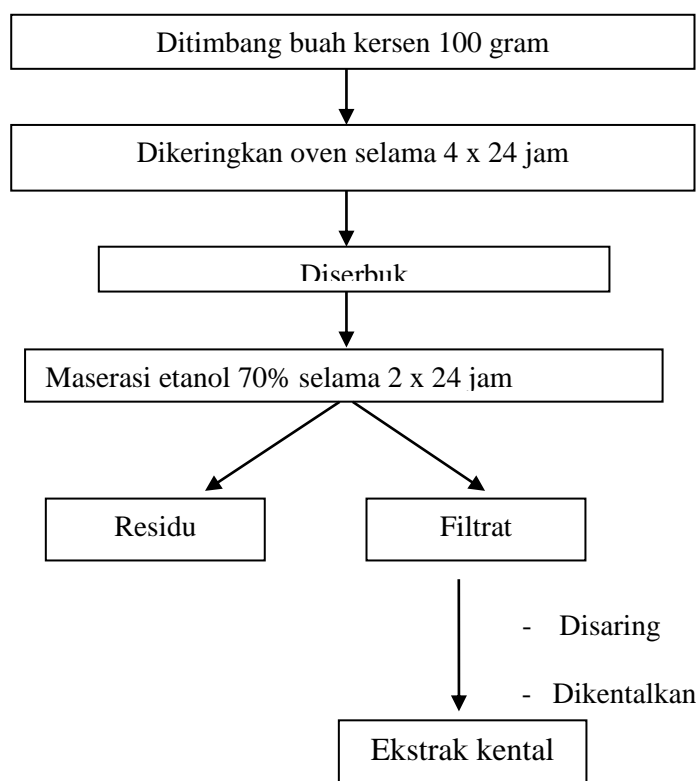 Ditimbang buah kersen 100 gram
Dikeringkan oven selama 4 x 24 jam
Diserbuk
Maserasi etanol 70% selama 2 x 24 jam
Residu
Filtrat
- Disaring
- Dikentalkan
Ekstrak kental